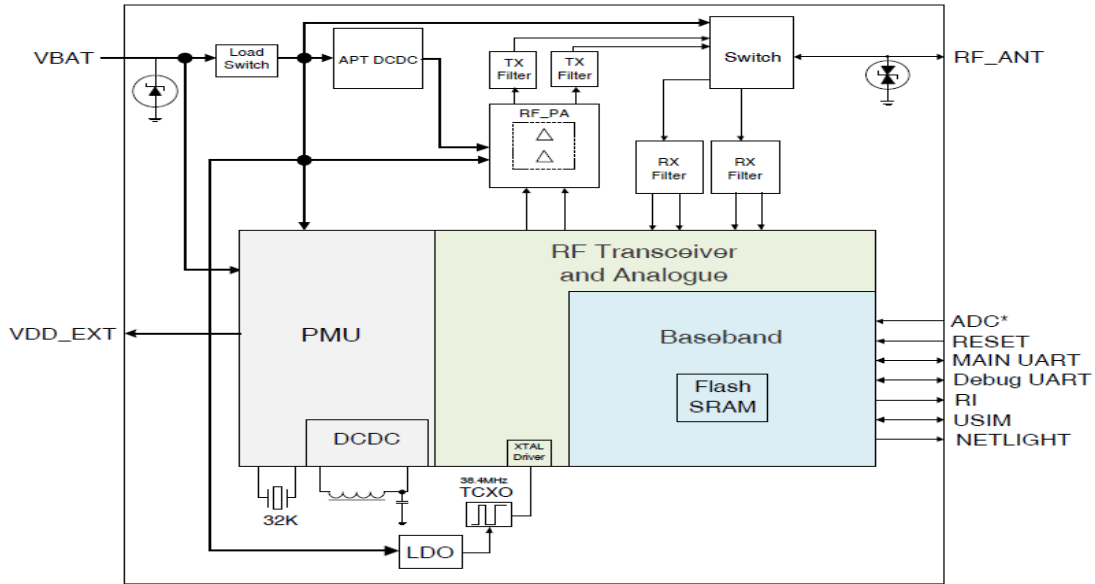 VBAT
Load
Switch
APT DCDC
TX
Filter
TX
Filter
Switch
RF_ANT
RF_PA
RX
Filter
RX
Filter
RF Transceiver
and Analogue
PMU
VDD_EXT
Baseband
Flash
SRAM
ADC*
RESET
MAIN UART
Debug UART
RI
USIM
NETLIGHT
DCDC
XTAL
Driver
32K
38.4MHz
TCXO
LDO